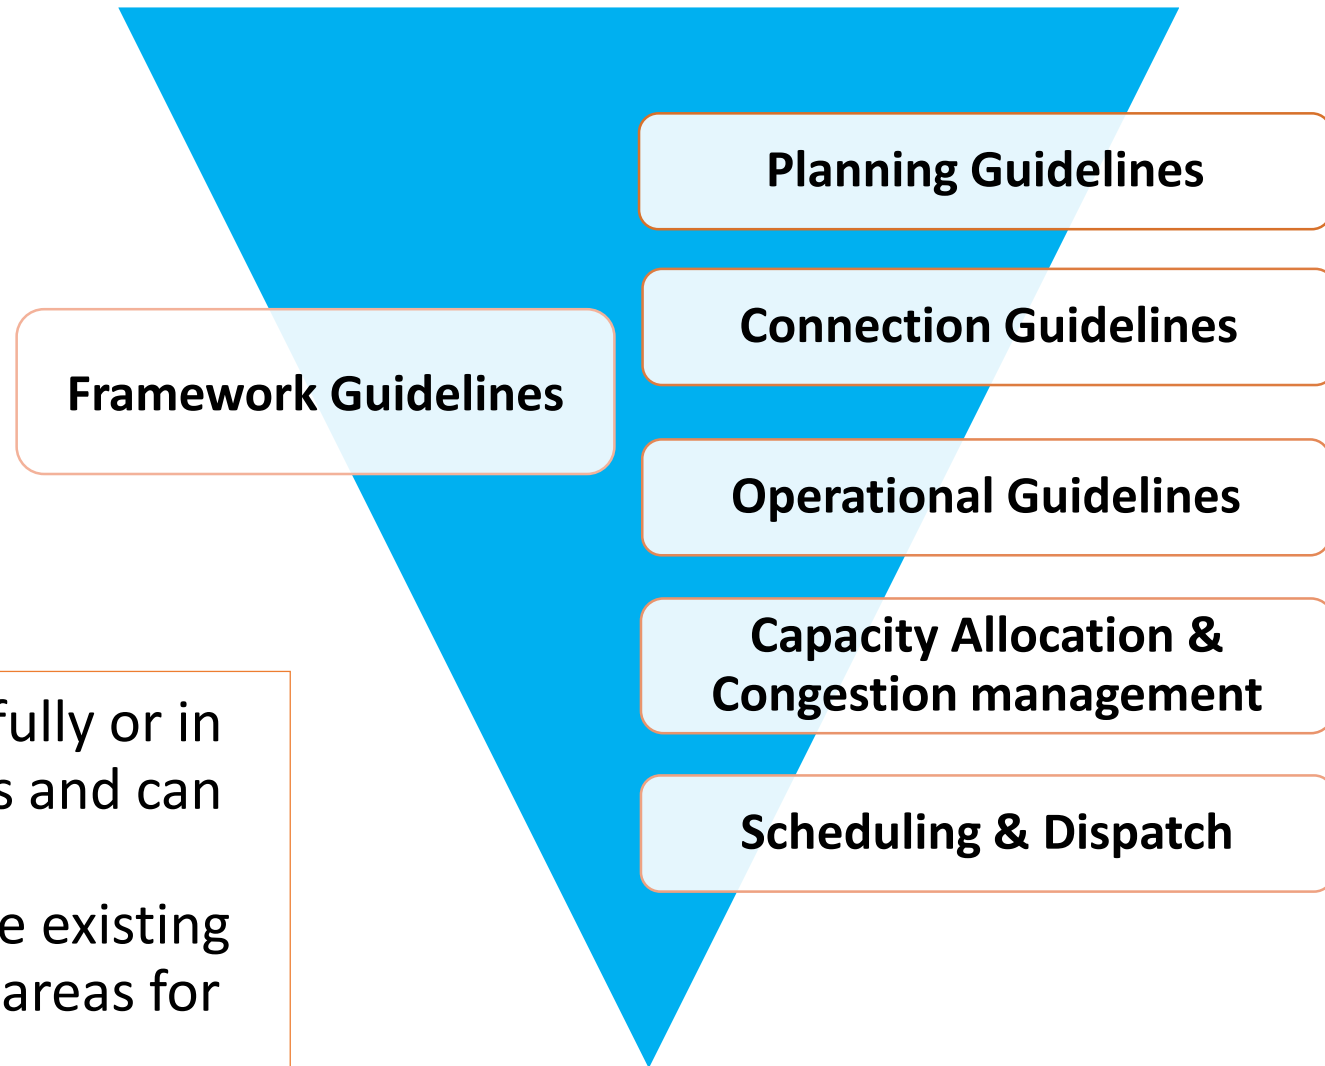 Planning Guidelines
Connection Guidelines
Framework Guidelines
Operational Guidelines
Capacity Allocation &
Congestion management
Scheduling & Dispatch
fully or in
and can
existing
areas for